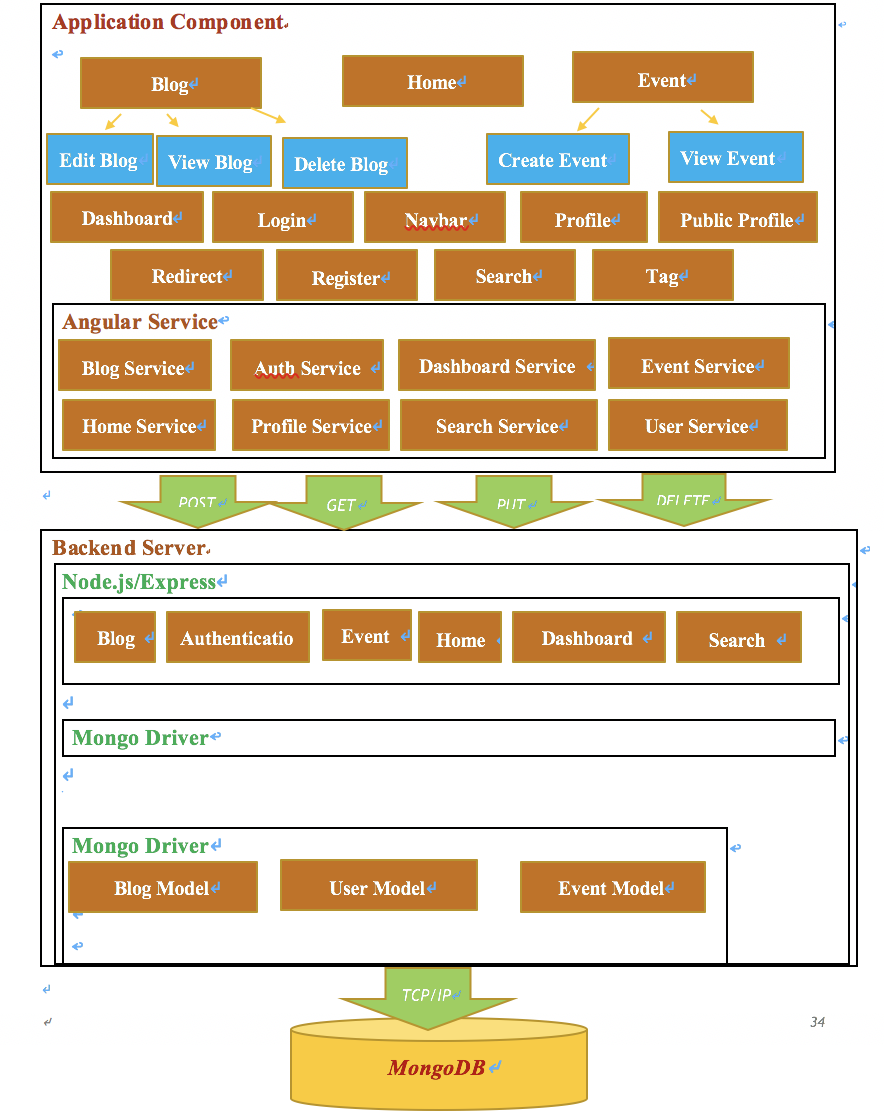 Application Component
Blog
Home
Event
Edit Blog
View Blog
Delete Blog
Create Event
View Event
Dashboard
Login
Navbar
Profile
Public Profile
Redirect
Register
Search
Tag
Angular Service
Blog Service
Auth Service
Dashboard Service
Event Service
Home Service
Profile Service
Search Service
User Service
POST
GET
PUT
DELETE
Backend Server
Node.js/Express
Blog
Authenticatio
Event
Home
Dashboard
Search
Mongo Driver
Mongo Driver
Blog Model
User Model
Event Model
TCP/IP
34
MongoDB